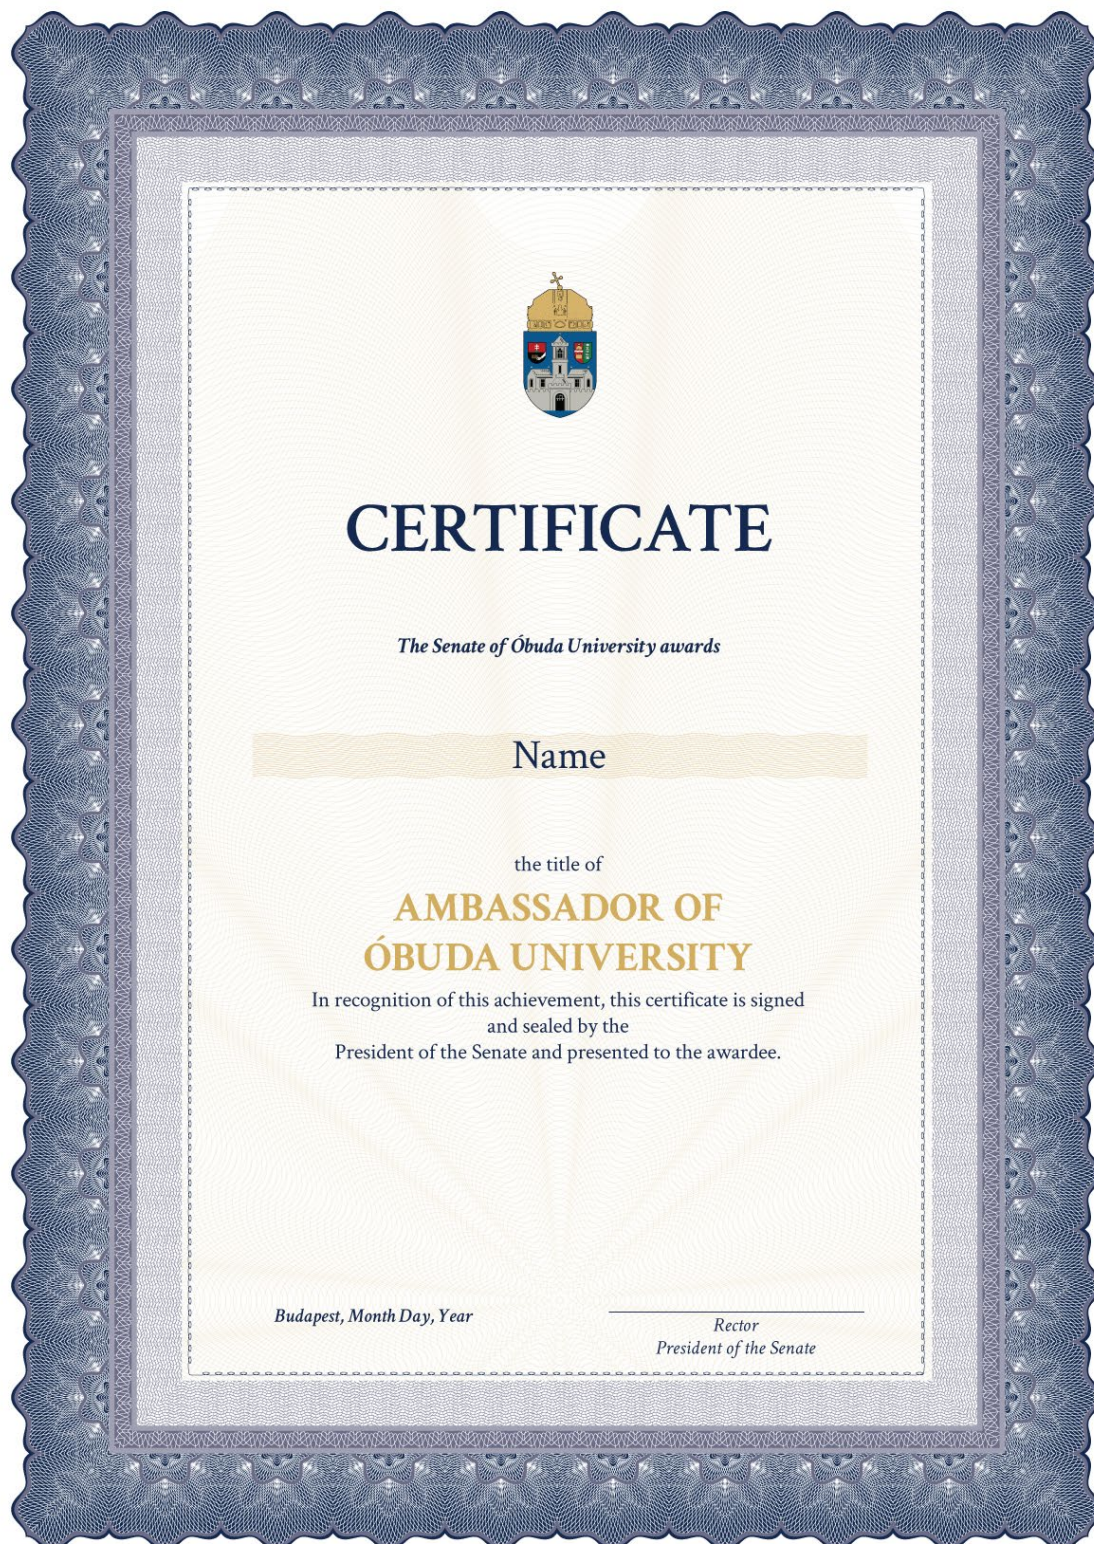 CERTIFICATE
The Senate of Óbuda University awards
Name
the title of
AMBASSADOR OF
ÓBUDA UNIVERSITY
In recognition of this achievement, this certificate is signed
and sealed by the
President of the Senate and presented to the awardee.
Budapest, Month Day, Year
Rector
President of the Senate